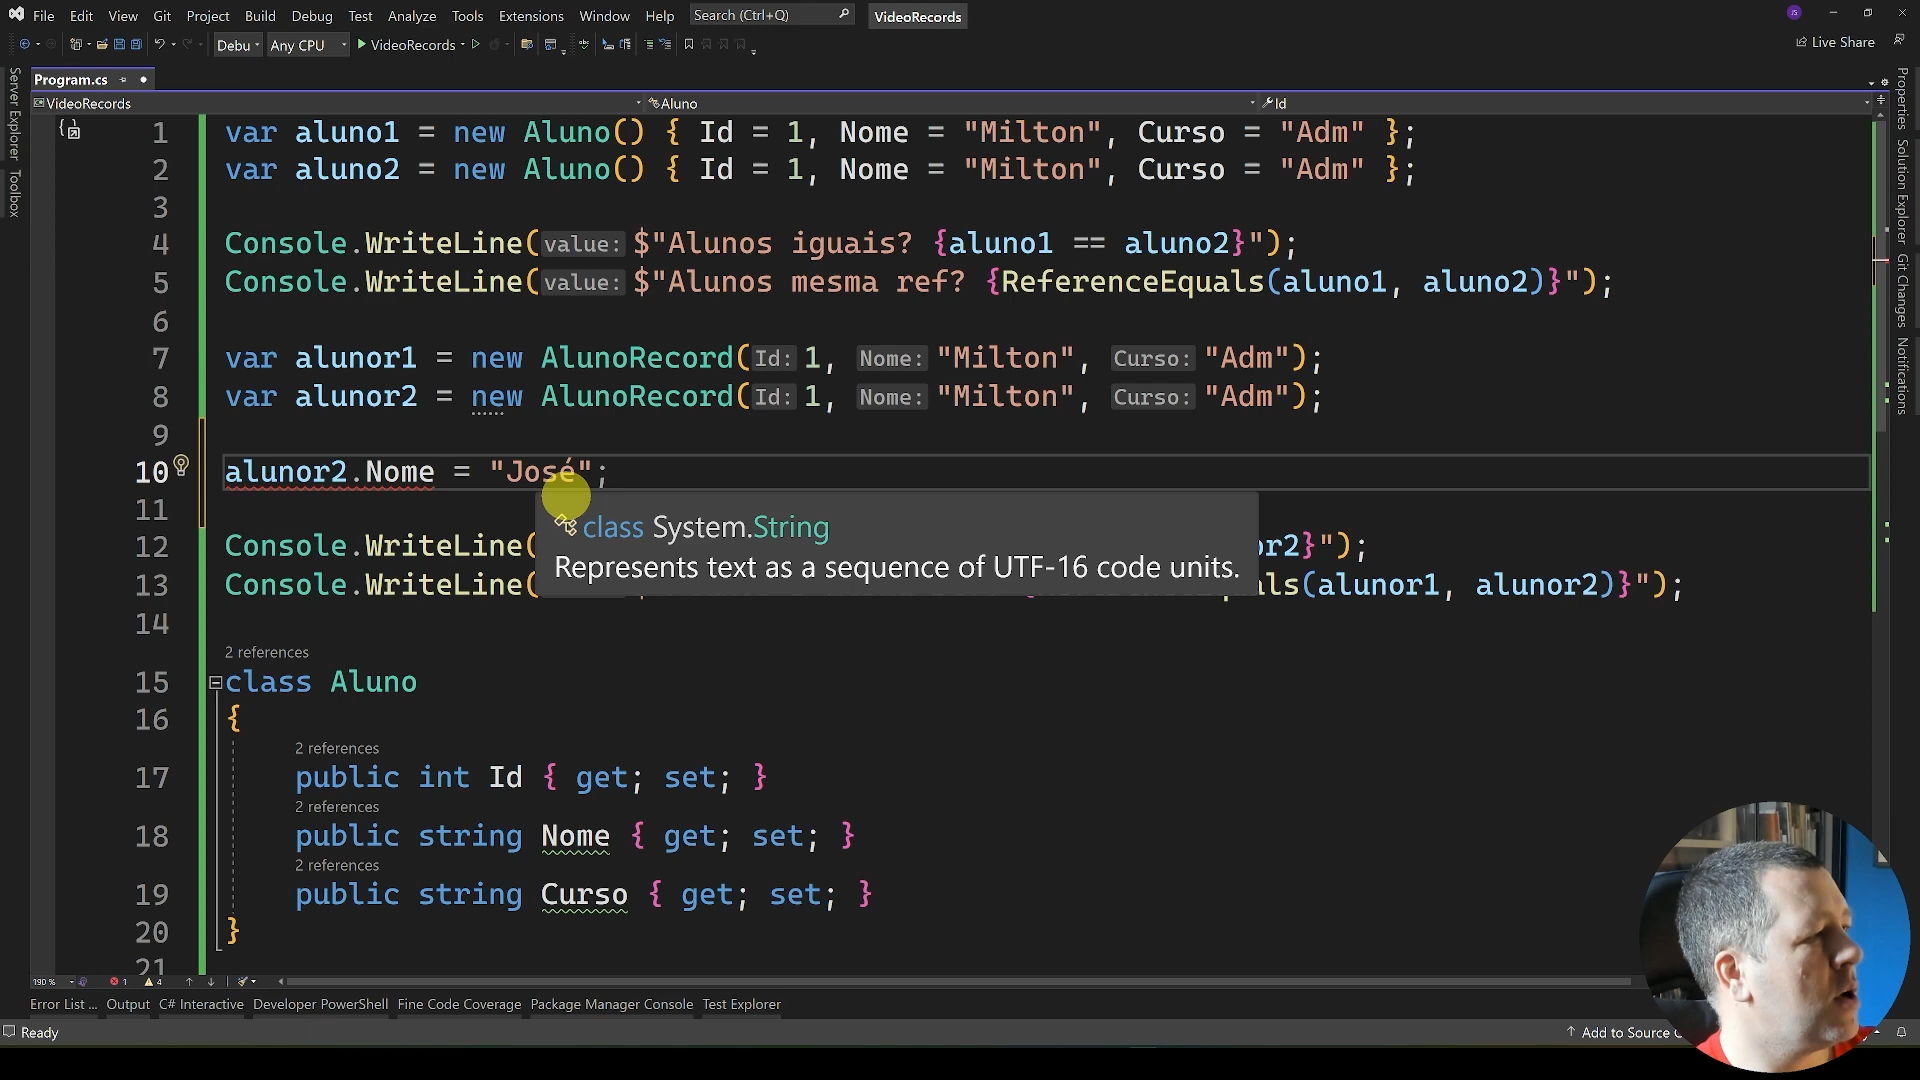 File Edit View Git Project Build Debug Test Analyze Tools Extensions Window Help Search (Ctrl+Q) VideoRecords JS
Debu Any CPU VideoRecords Live Share
Program.cs
VideoRecords Aluno Id
Server Explorer
Toolbox
Properties
Solution Explorer
Git Changes
Notifications
1 var aluno1 = new Aluno() { Id = 1, Nome = "Milton", Curso = "Adm" };
2 var aluno2 = new Aluno() { Id = 1, Nome = "Milton", Curso = "Adm" };
3
4 Console.WriteLine(value: $"Alunos iguais? {aluno1 == aluno2}");
5 Console.WriteLine(value: $"Alunos mesma ref? {ReferenceEquals(aluno1, aluno2)}");
6
7 var alunor1 = new AlunoRecord(Id: 1, Nome: "Milton", Curso: "Adm");
8 var alunor2 = new AlunoRecord(Id: 1, Nome: "Milton", Curso: "Adm");
9
10 alunor2.Nome = "José";
11
class System.String
Represents text as a sequence of UTF-16 code units.
12 Console.WriteLine( or2}");
13 Console.WriteLine( ls(alunor1, alunor2)}");
14
2 references
15 class Aluno
16 {
2 references
17 public int Id { get; set; }
2 references
18 public string Nome { get; set; }
2 references
19 public string Curso { get; set; }
20 }
21
190 % 1 4
Error List ... Output C# Interactive Developer PowerShell Fine Code Coverage Package Manager Console Test Explorer
Ready Add to Source